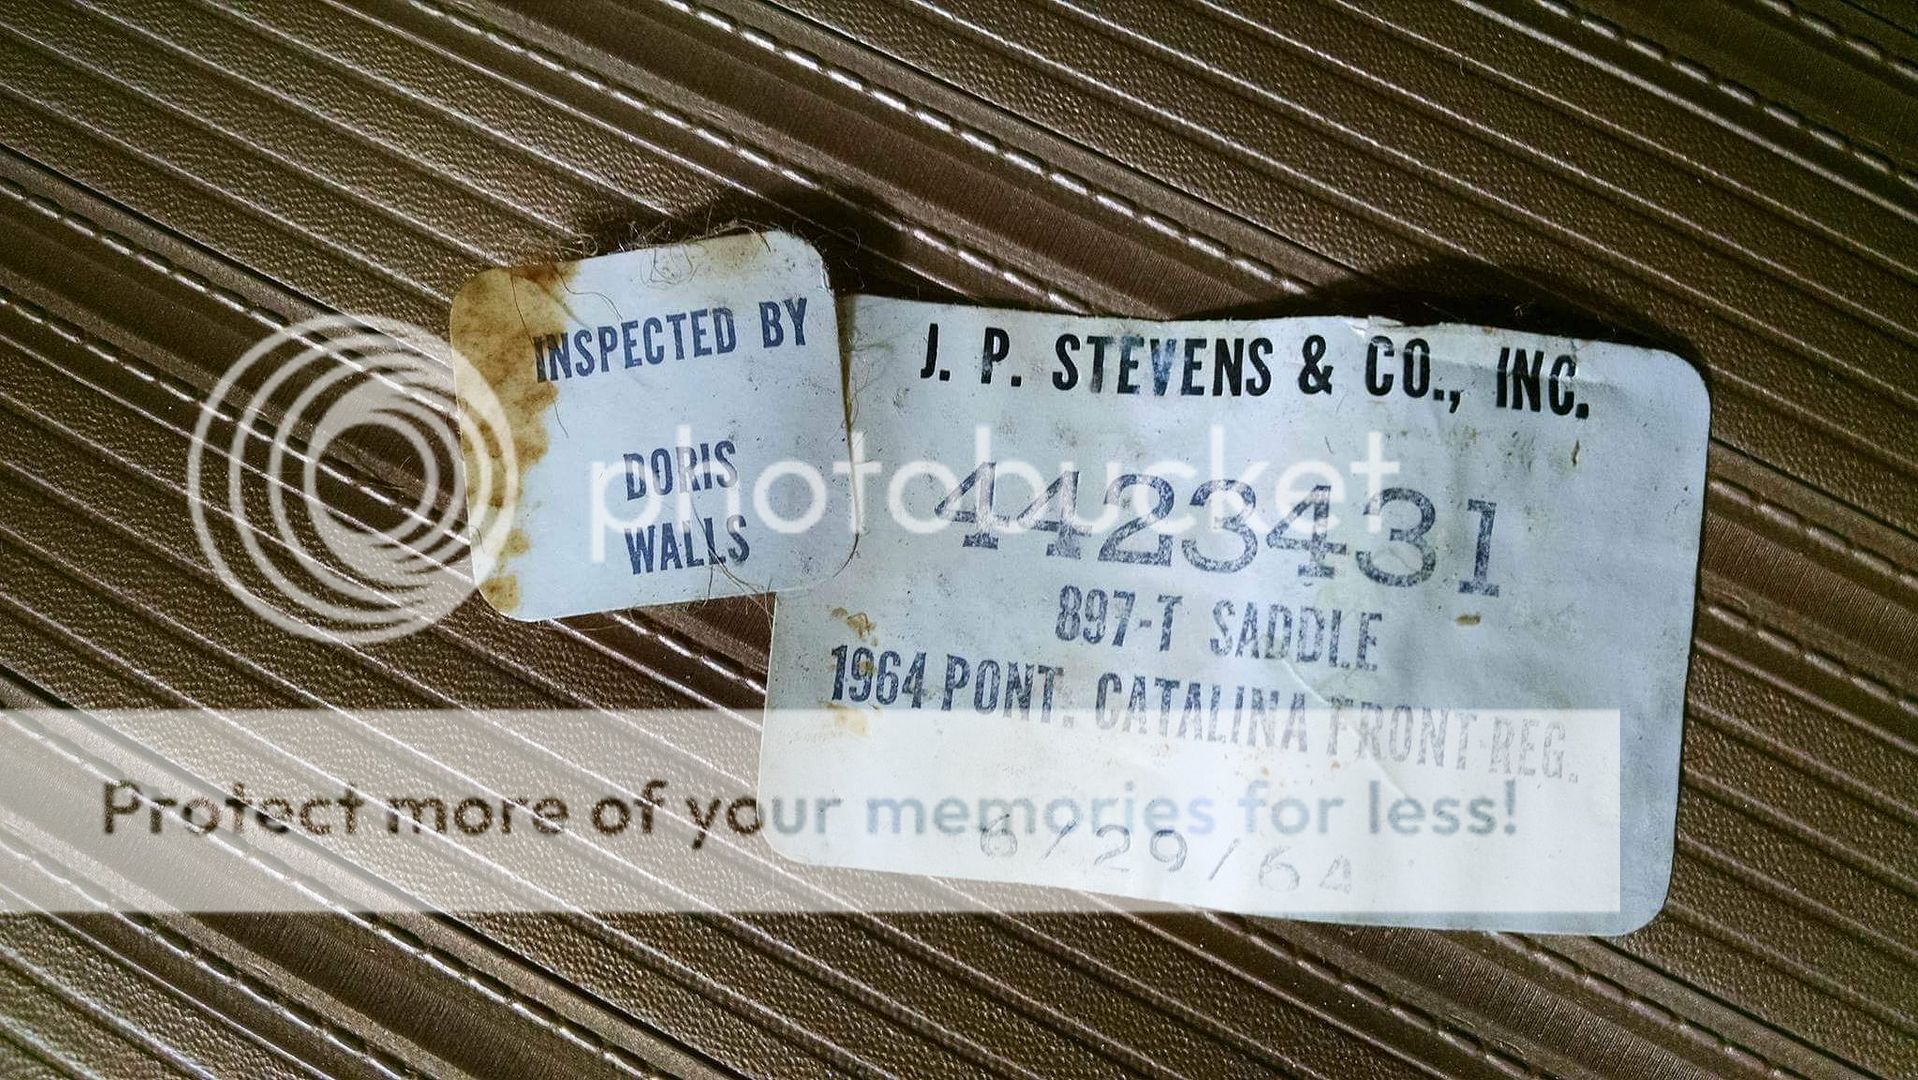 INSPECTED BY
DORIS
WALLS
J. P. STEVENS & CO., INC.
4423431
897-T SADDLE
1964 PONT. CATALINA FRONT-REG.
6/29/64
photobucket
Protect more of your memories for less!